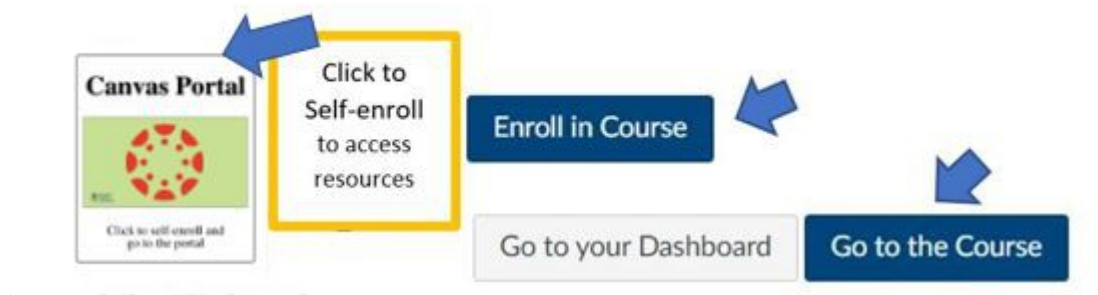 Canvas Portal
Click to self-enroll and
go to the portal
Click to
Self-enroll
to access
resources
Enroll in Course
Go to your Dashboard
Go to the Course